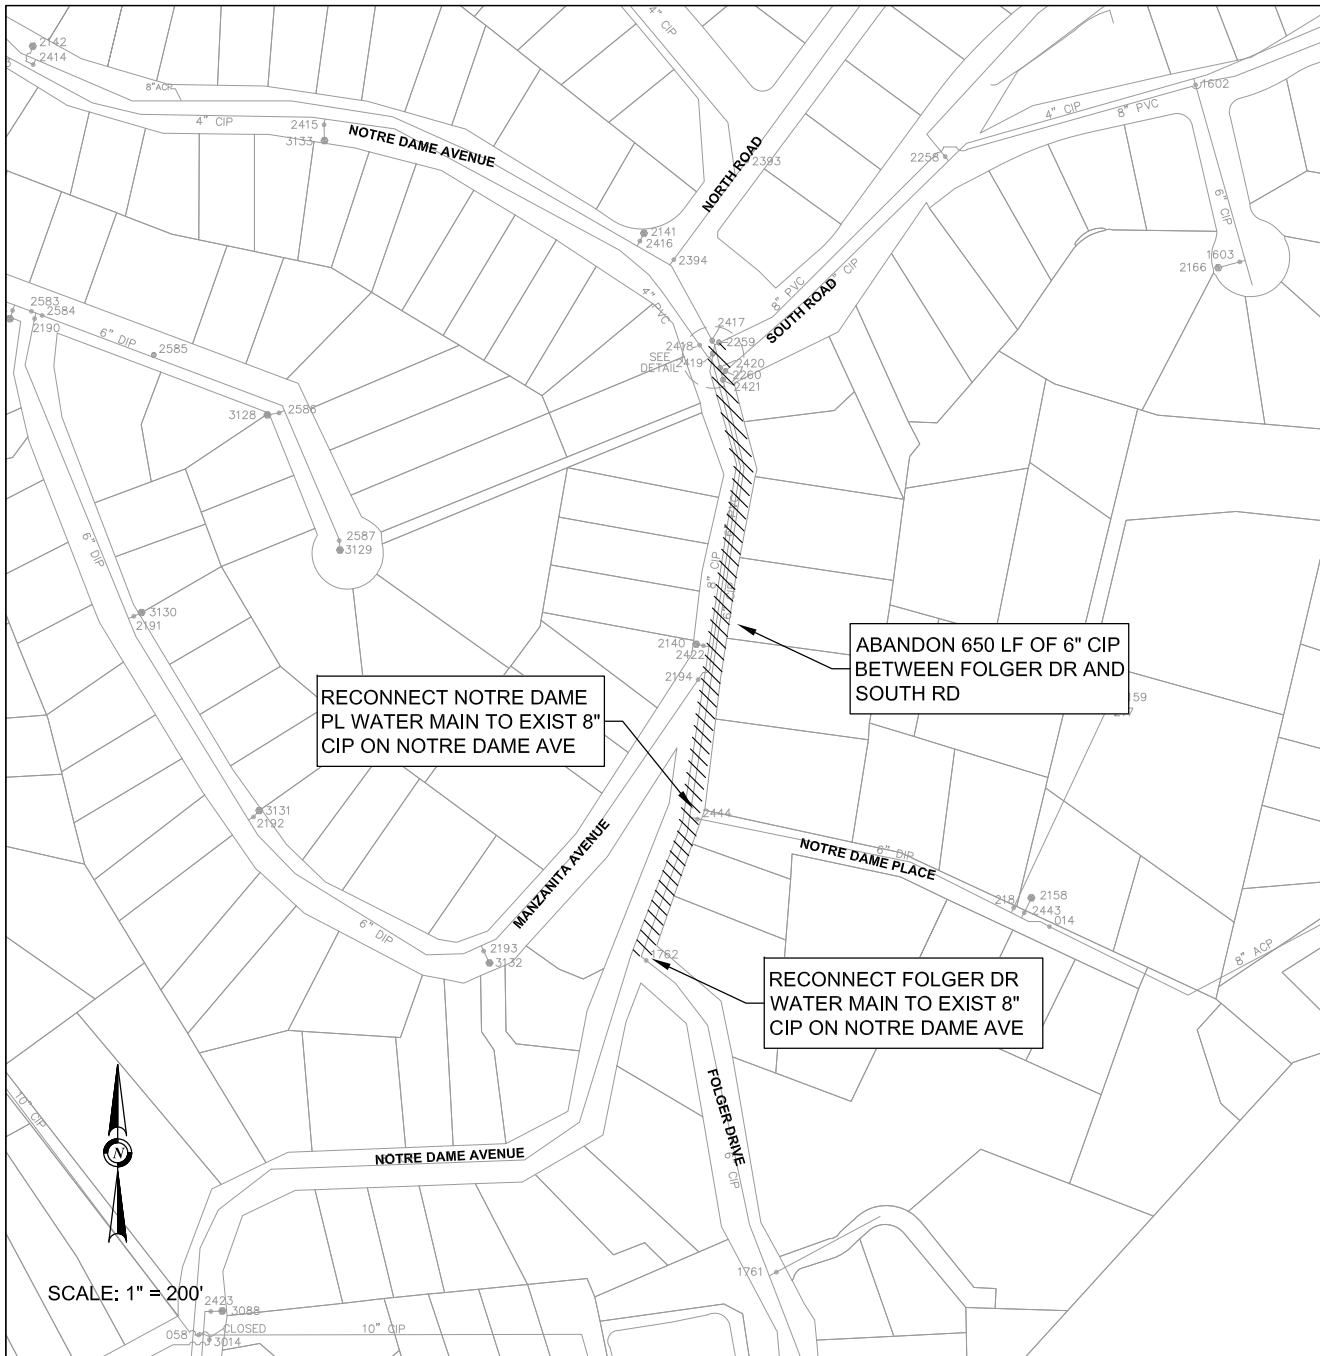 2142
2414
8"ACP
4" CIP
2415
3133
NOTRE DAME AVENUE
4" CIP
NORTH ROAD
2393
2141
2416
2394
2258
4" CIP
8" PVC
1602
6" CIP
1603
2166
8" PVC
CIP
SOUTH ROAD
4" PVC
2583
2584
2190
6" DIP
2585
2417
2418
2259
SEE
DETAIL
2419
2420
2260
2421
3128
2586
2587
3129
6" DIP
8" CIP
3130
2191
2140
2422
2194
ABANDON 650 LF OF 6" CIP
BETWEEN FOLGER DR AND
SOUTH RD
RECONNECT NOTRE DAME
PL WATER MAIN TO EXIST 8"
CIP ON NOTRE DAME AVE
159
3131
2192
2444
6" DIP
NOTRE DAME PLACE
MANZANITA AVENUE
218
2158
2443
014
8" ACP
6" DIP
2193
3132
1762
RECONNECT FOLGER DR
WATER MAIN TO EXIST 8"
CIP ON NOTRE DAME AVE
FOLGER DRIVE
6" CIP
10" CIP
N
NOTRE DAME AVENUE
1761
SCALE: 1" = 200'
2423
3088
058
CLOSED
3014
10" CIP